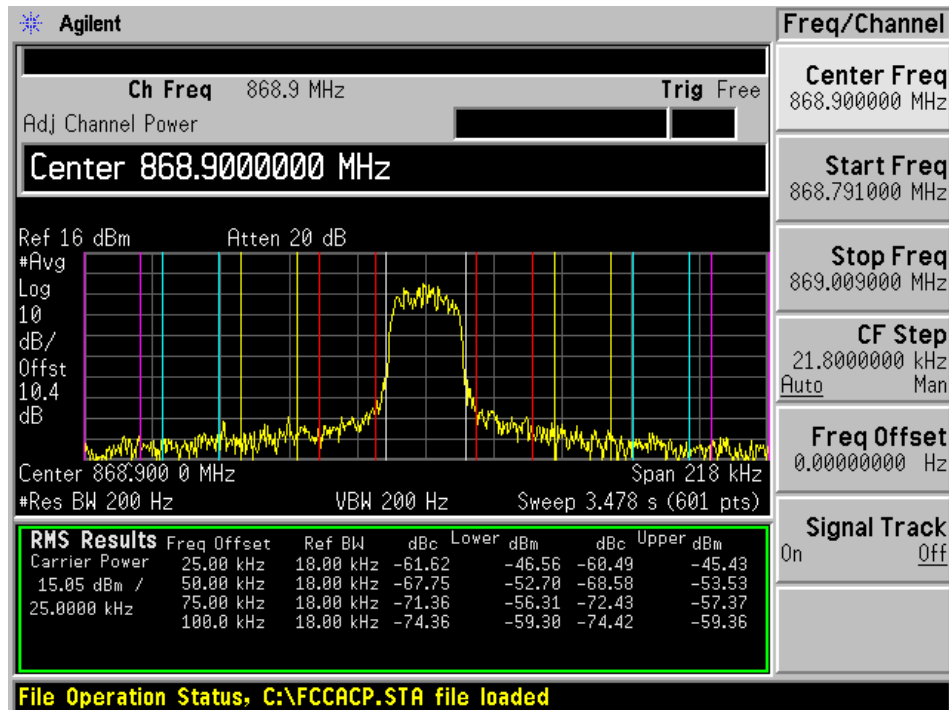 Agilent
Freq/Channel
Ch Freq 868.9 MHz Trig Free
Adj Channel Power
Center 868.9000000 MHz
Ref 16 dBm Atten 20 dB
#Avg
Log
10
dB/
Offst
10.4
dB
Center 868.900 0 MHz Span 218 kHz
#Res BW 200 Hz VBW 200 Hz Sweep 3.478 s (601 pts)
RMS Results Freq Offset Ref BW dBc Lower dBm dBc Upper dBm
Carrier Power 25.00 kHz 18.00 kHz -61.62 -46.56 -60.49 -45.43
15.05 dBm / 50.00 kHz 18.00 kHz -67.75 -52.70 -68.58 -53.53
25.0000 kHz 75.00 kHz 18.00 kHz -71.36 -56.31 -72.43 -57.37
100.0 kHz 18.00 kHz -74.36 -59.30 -74.42 -59.36
File Operation Status, C:\FCCACP.STA file loaded
Center Freq
868.900000 MHz
Start Freq
868.791000 MHz
Stop Freq
869.009000 MHz
CF Step
21.8000000 kHz
Auto Man
Freq Offset
0.00000000 Hz
Signal Track
On Off